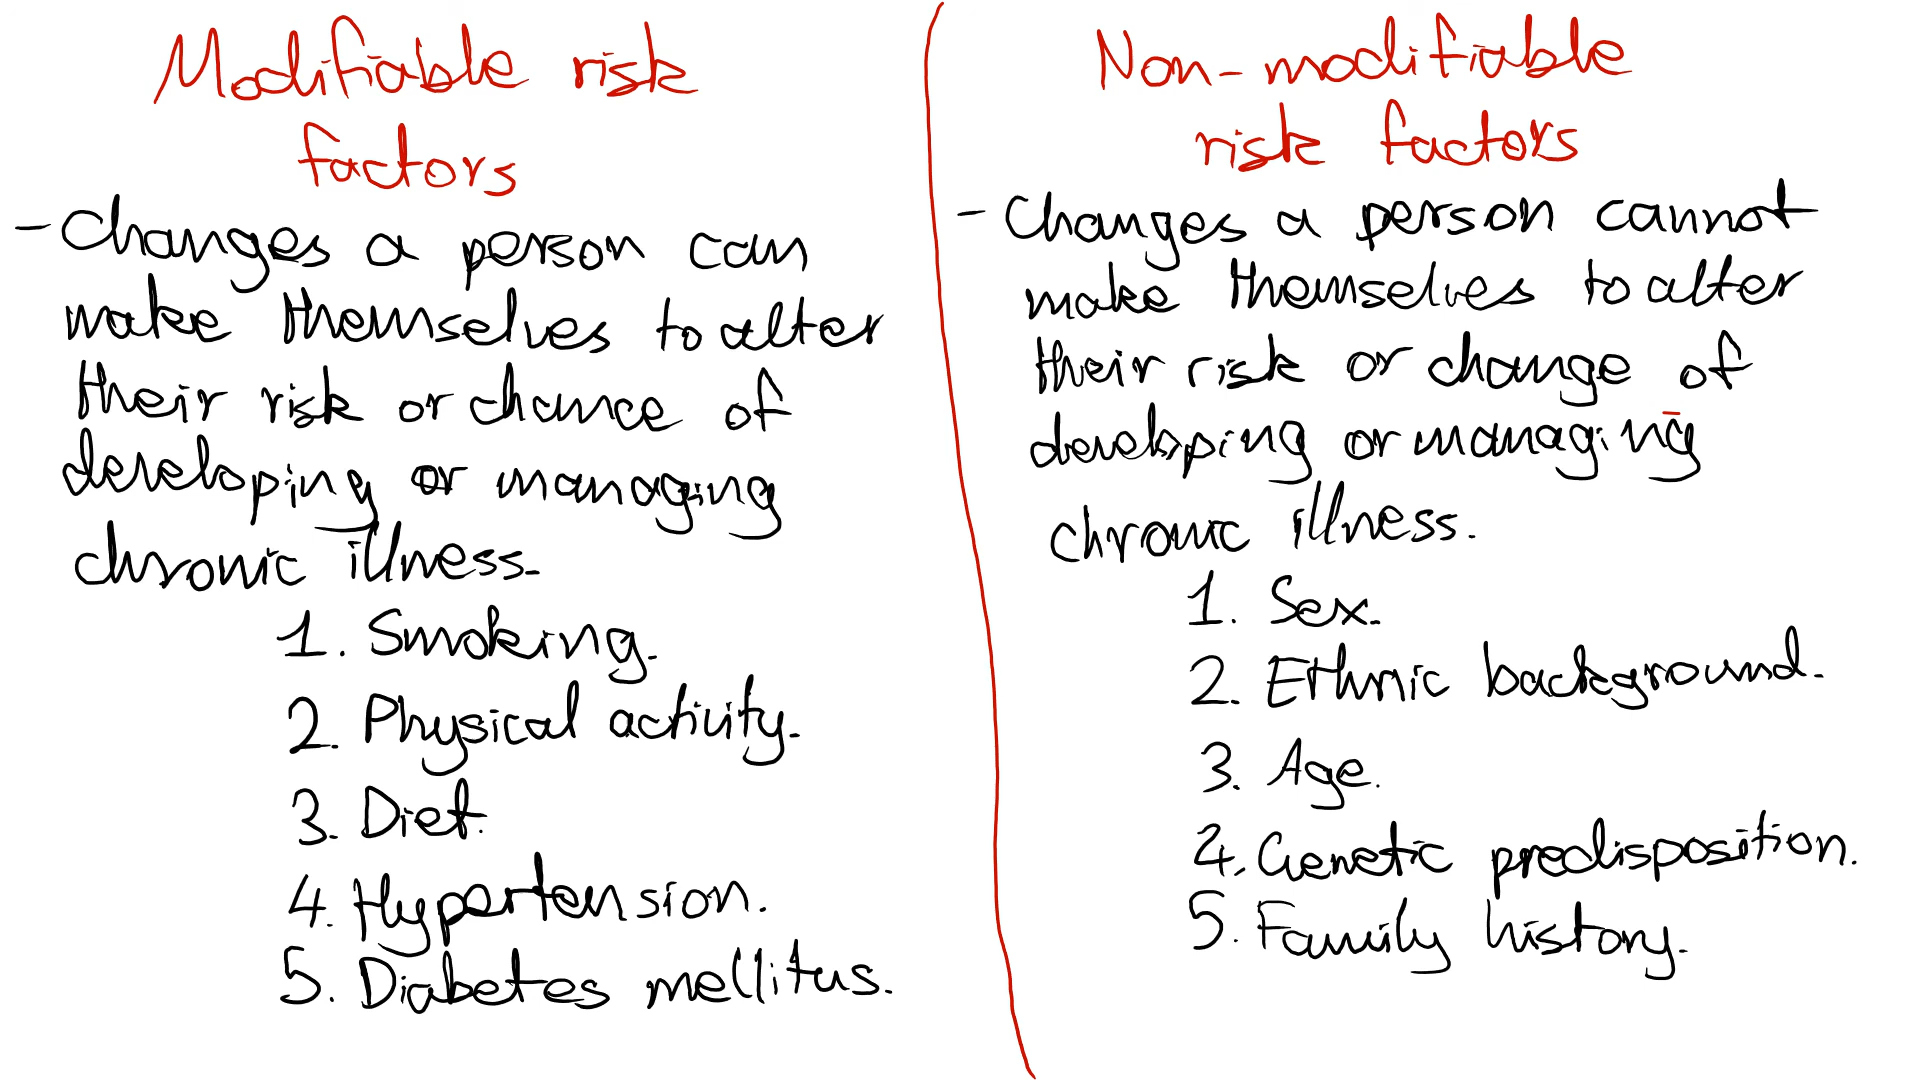 Modifiable risk
factors
- Changes a person can
make themselves to alter
their risk or chance of
developing or managing
chronic illness.
1. Smoking.
2. Physical activity.
3. Diet.
4. Hypertension.
5. Diabetes mellitus.
Non-modifiable
risk factors
- Changes a person cannot
make themselves to alter
their risk or change of
developing or managing
chronic illness.
1. Sex.
2. Ethnic background.
3. Age.
4. Genetic predisposition.
5. Family history.